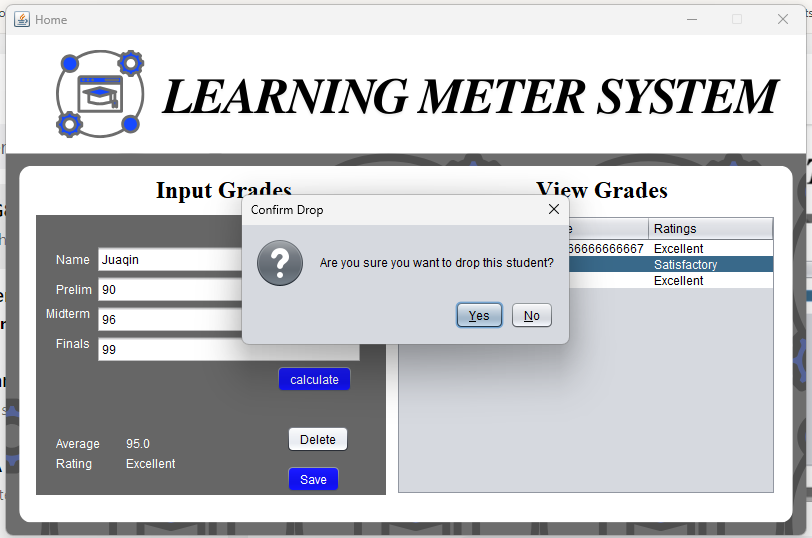 Home
LEARNING METER SYSTEM
Input Grades
View Grades
Confirm Drop
Are you sure you want to drop this student?
Yes
No
Name
Juaqin
Prelim
90
Midterm
96
Finals
99
calculate
Average
95.0
Rating
Excellent
Delete
Save
Ratings
66666666667
Excellent
Satisfactory
Excellent